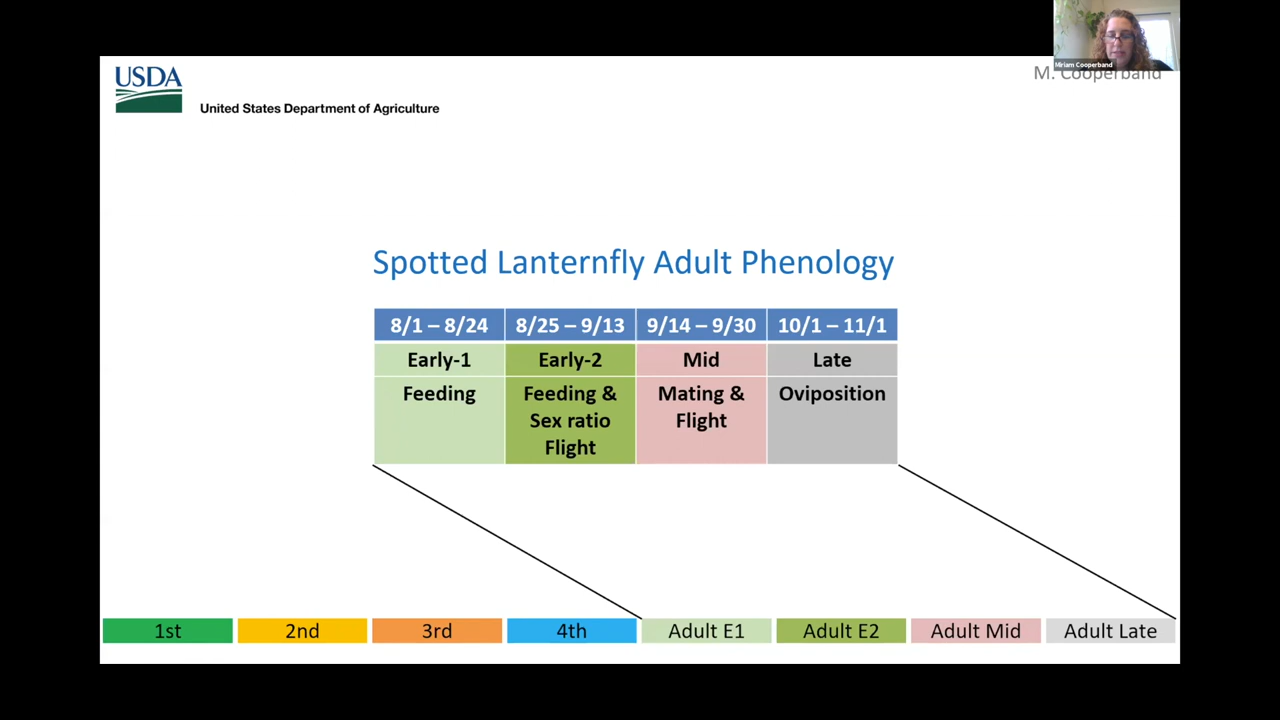 USDA
United States Department of Agriculture
Miriam Cooperband
M. Cooperband
Spotted Lanternfly Adult Phenology
8/1 – 8/24 8/25 – 9/13 9/14 – 9/30 10/1 – 11/1
Early-1 Early-2 Mid Late
Feeding Feeding & Mating & Oviposition
Sex ratio Flight
Flight
1st 2nd 3rd 4th Adult E1 Adult E2 Adult Mid Adult Late